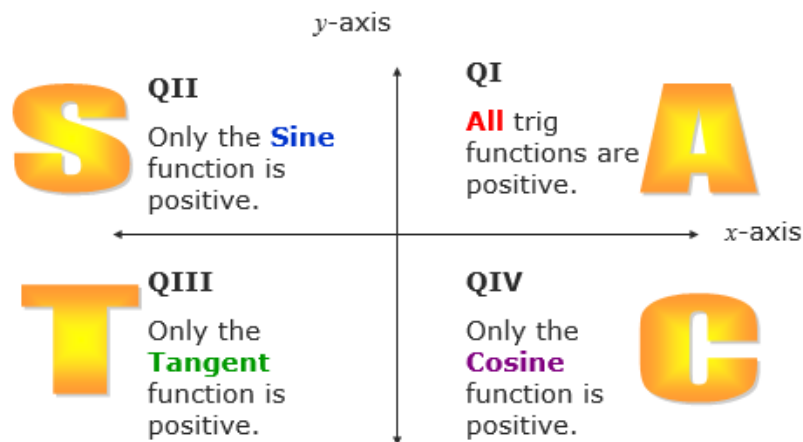 y-axis
S
QII
Only the Sine
function is
positive.
QI
All trig
functions are
positive.
A
x-axis
T
QIII
Only the
Tangent
function is
positive.
QIV
Only the
Cosine
function is
positive.
C